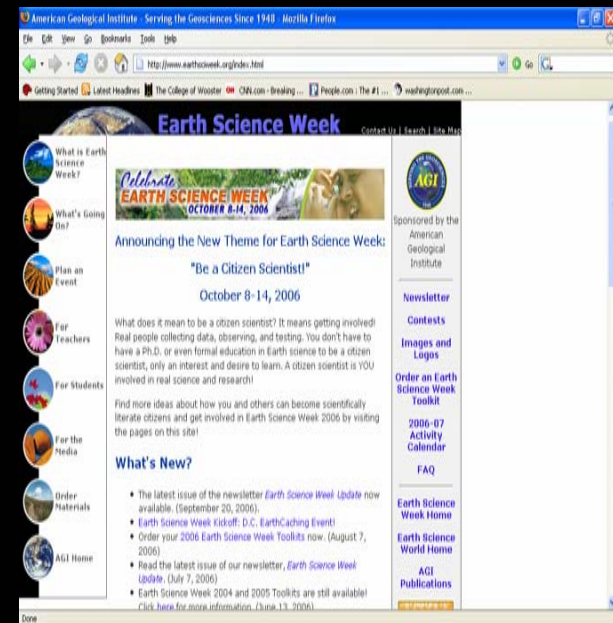 American Geological Institute - Serving the Geosciences Since 1948 - Mozilla Firefox
File Edit View Go Bookmarks Tools Help
http://www.earthsciweek.org/index.html
Go
Getting Started Latest Headlines The College of Wooster CNN.com - Breaking ... People.com : The #1 ... washingtonpost.com ...
Earth Science Week
Contact Us | Search | Site Map
What is Earth
Science
Week?
What's Going
On?
Plan an
Event
For
Teachers
For Students
For the
Media
Order
Materials
AGI Home
Celebrate
EARTH SCIENCE WEEK
OCTOBER 8-14, 2006
Announcing the New Theme for Earth Science Week:
"Be a Citizen Scientist!"
October 8-14, 2006
What does it mean to be a citizen scientist? It means getting involved!
Real people collecting data, observing, and testing. You don't have to
have a Ph.D. or even formal education in Earth science to be a citizen
scientist, only an interest and desire to learn. A citizen scientist is YOU
involved in real science and research!
Find more ideas about how you and others can become scientifically
literate citizens and get involved in Earth Science Week 2006 by visiting
the pages on this site!
What's New?
The latest issue of the newsletter Earth Science Week Update now
available. (September 20, 2006).
Earth Science Week Kickoff: D.C. EarthCaching Event!
Order your 2006 Earth Science Week Toolkits now. (August 7,
2006)
Read the latest issue of our newsletter, Earth Science Week
Update. (July 7, 2006)
Earth Science Week 2004 and 2005 Toolkits are still available!
Click here for more information. (June 13, 2006)
AGI
Sponsored by the
American
Geological
Institute
Newsletter
Contests
Images and
Logos
Order an Earth
Science Week
Toolkit
2006-07
Activity
Calendar
FAQ
Earth Science
Week Home
Earth Science
World Home
AGI
Publications
Done